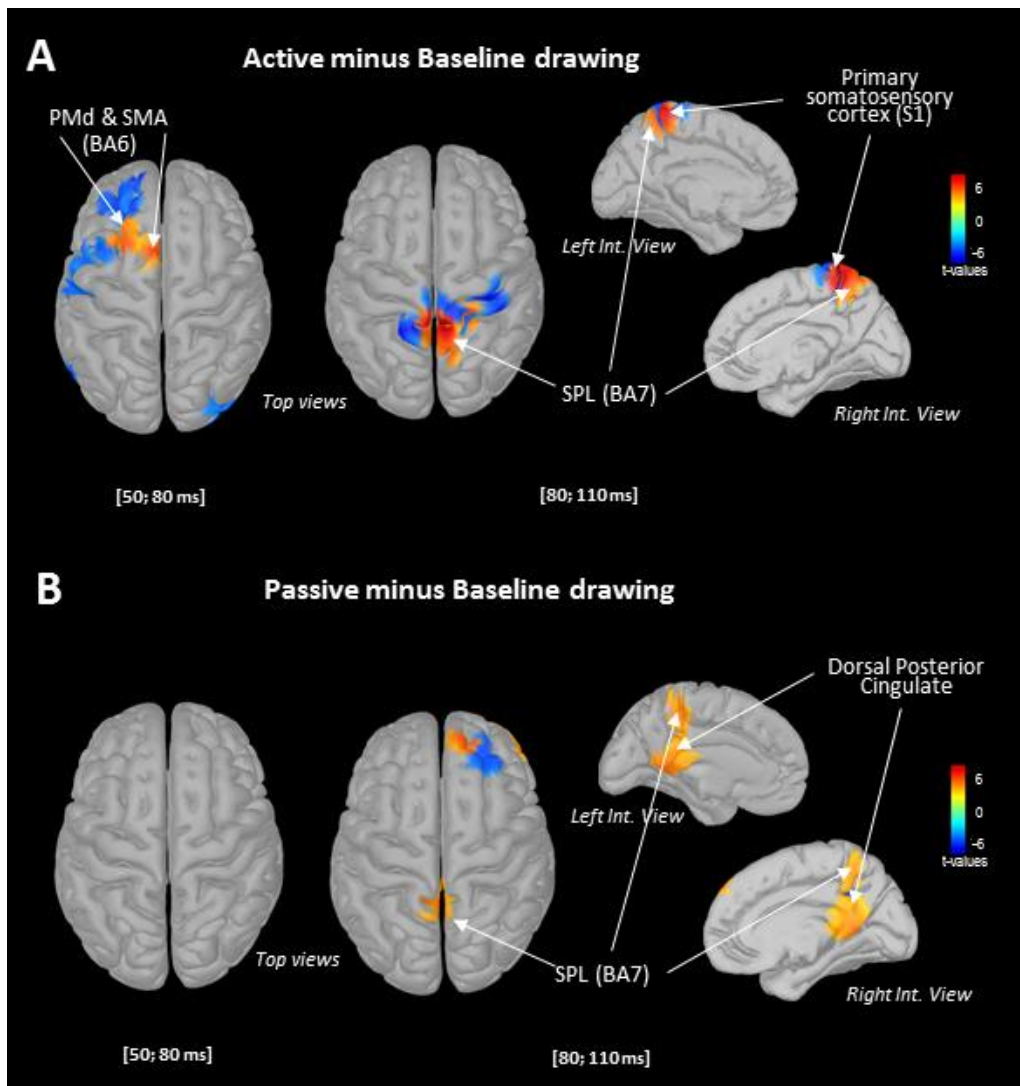 A
Active minus Baseline drawing
PMd & SMA
(BA6)
Primary
somatosensory
cortex (S1)
6
0
-6
t-values
Left Int. View
Top views
SPL (BA7)
Right Int. View
[50; 80 ms]
[80; 110ms]
B
Passive minus Baseline drawing
Dorsal Posterior
Cingulate
6
0
-6
t-values
Left Int. View
Top views
SPL (BA7)
Right Int. View
[50; 80 ms]
[80; 110ms]